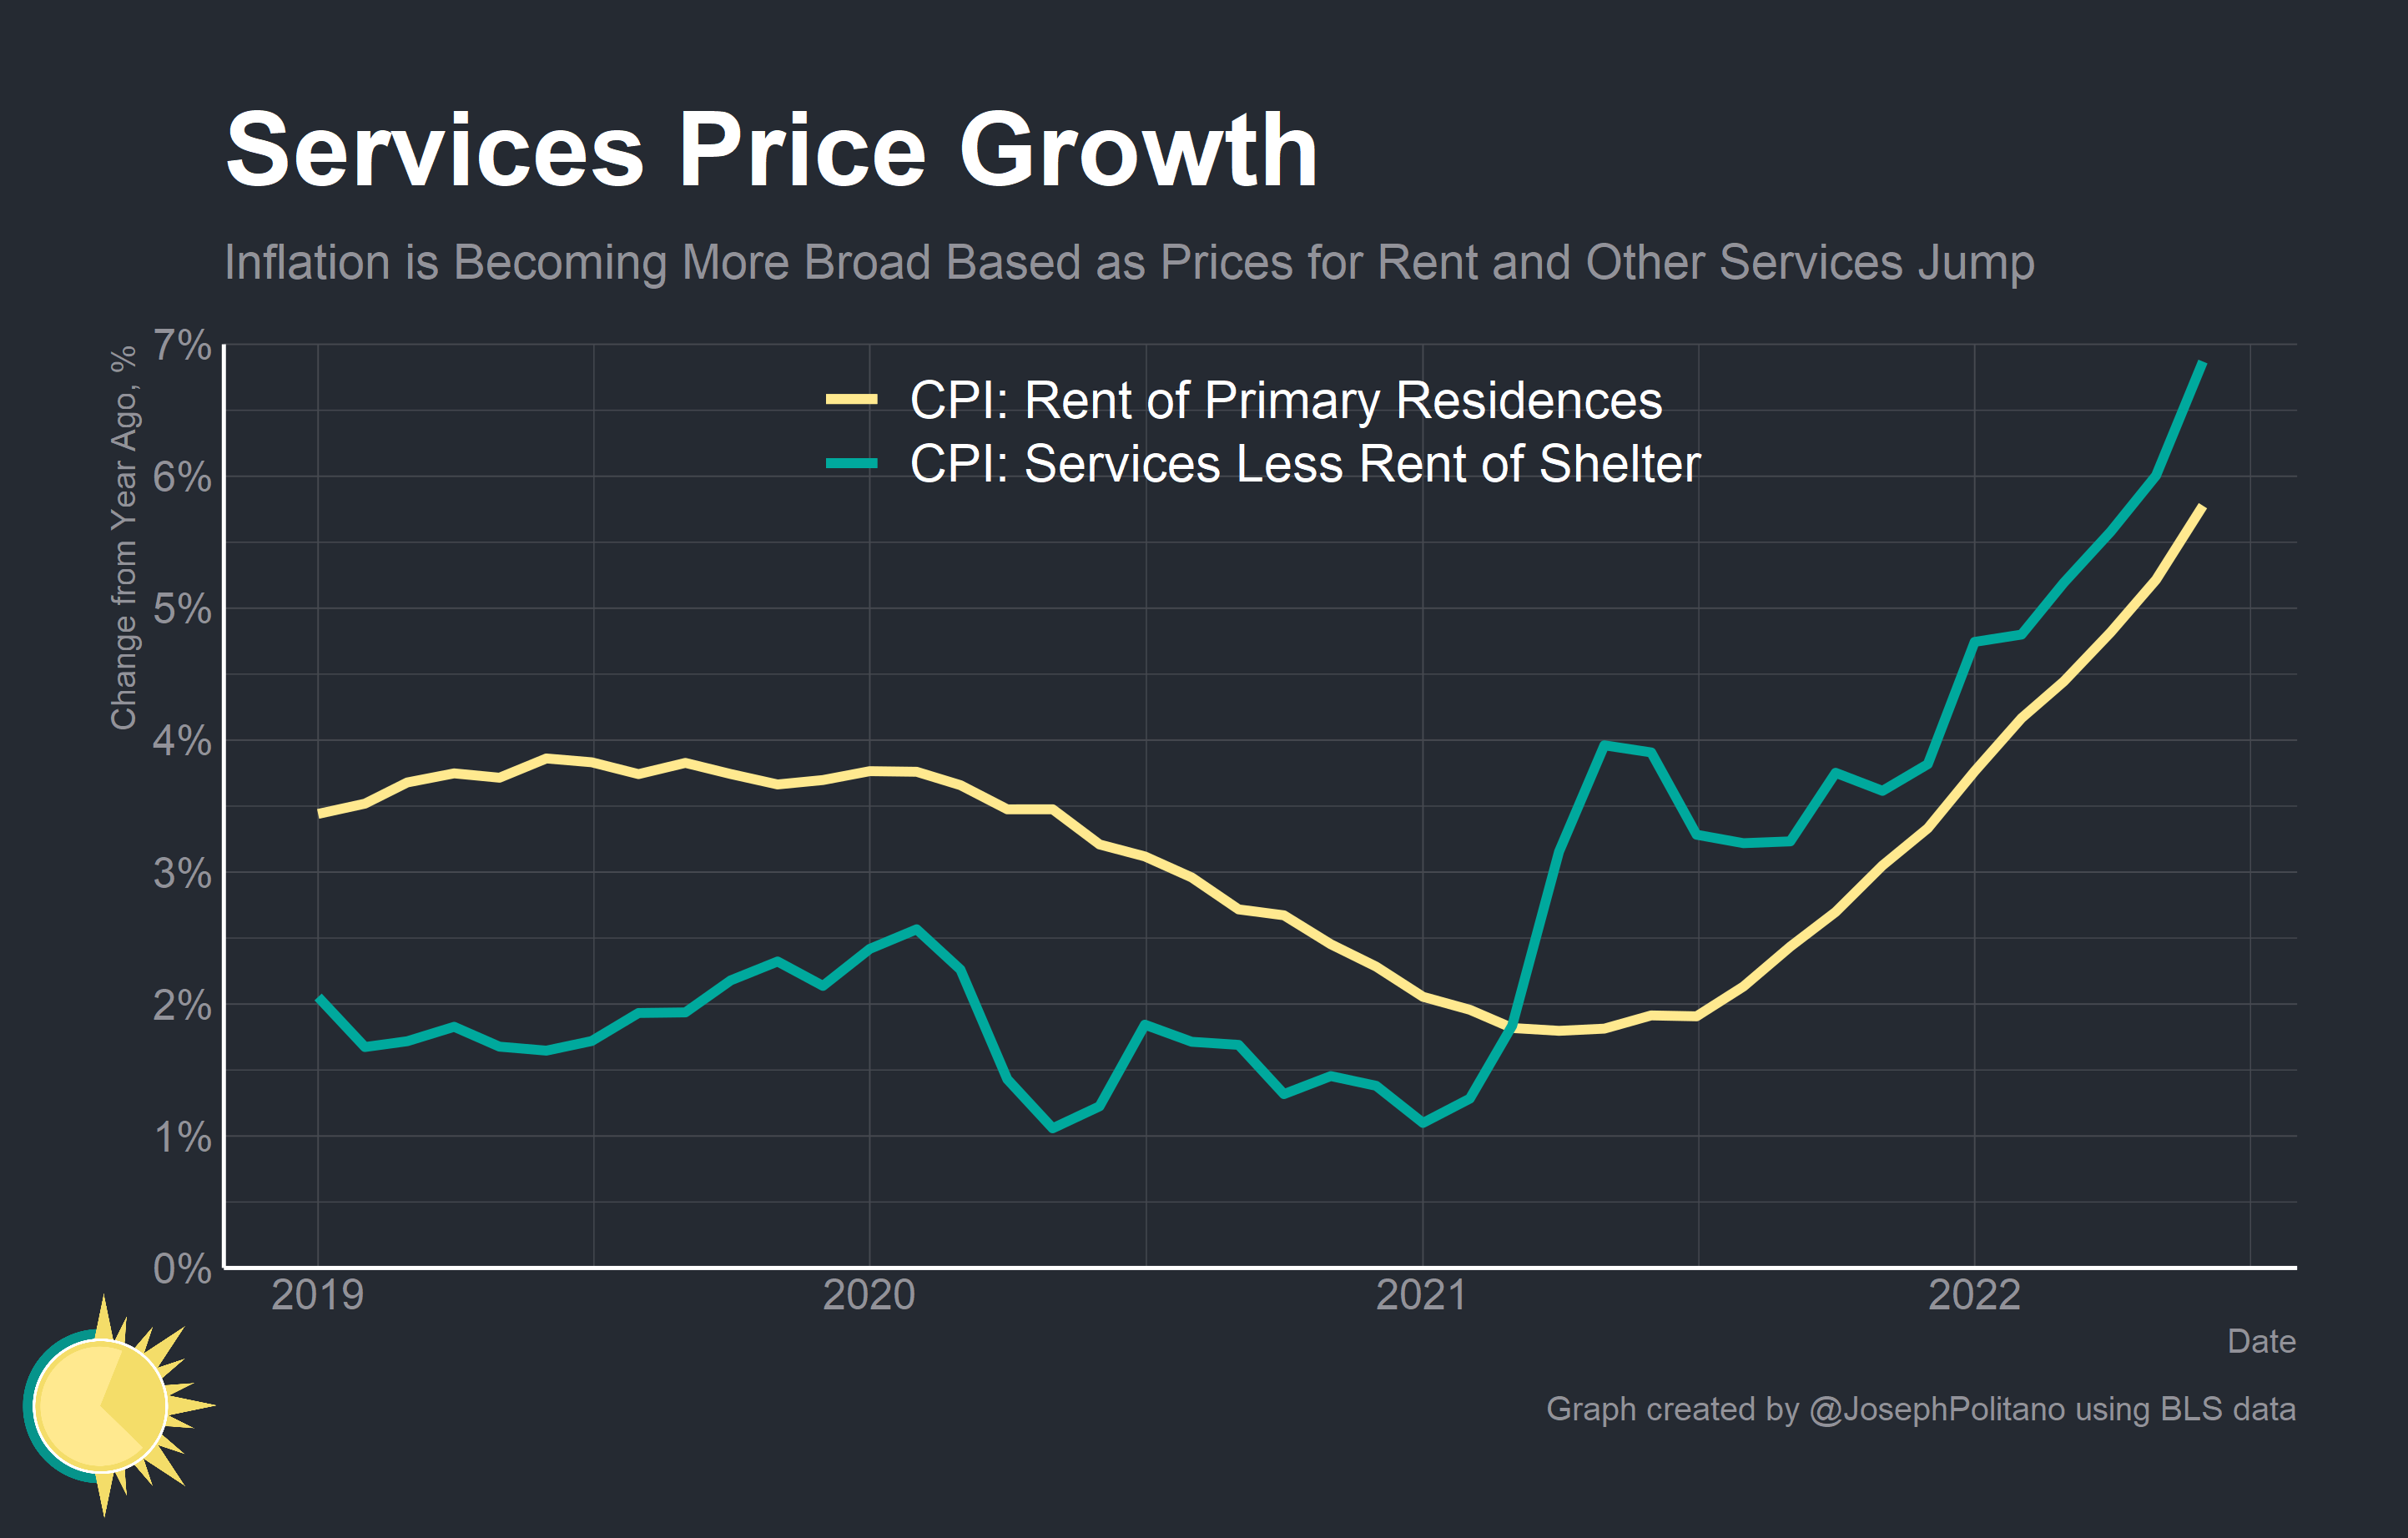 Services Price Growth
Inflation is Becoming More Broad Based as Prices for Rent and Other Services Jump
Change from Year Ago, %
7%
6%
5%
4%
3%
2%
1%
0%
CPI: Rent of Primary Residences
CPI: Services Less Rent of Shelter
2019
2020
2021
2022
Date
Graph created by @JosephPolitano using BLS data